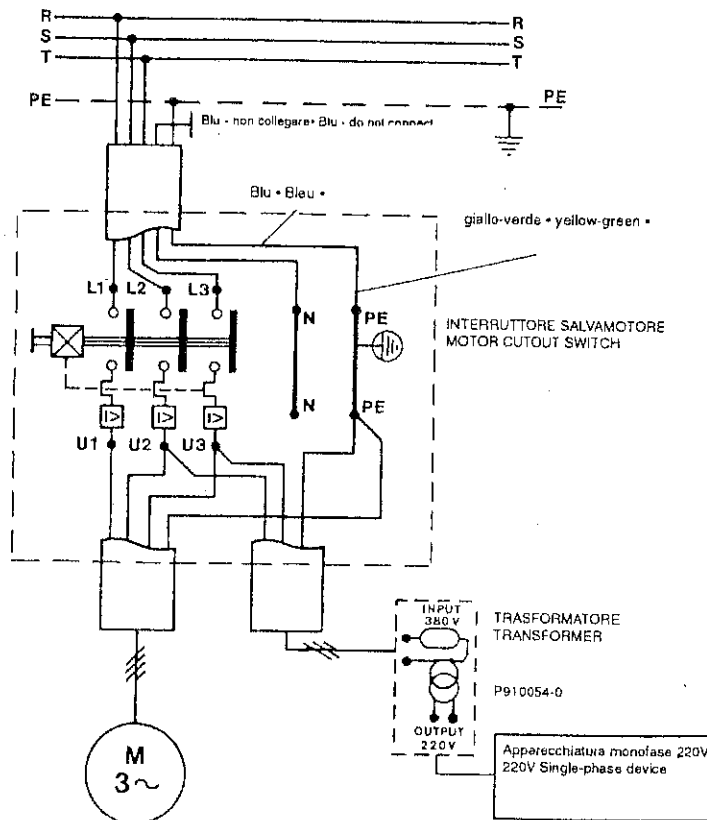 R R
S S
T T
PE PE
Blu - non collegare • Blu - do not connect
Blu • Bleu •
giallo-verde • yellow-green •
L1 L2 L3
N PE
INTERRUTTORE SALVAMOTORE
MOTOR CUTOUT SWITCH
N PE
I> I> I>
U1 U2 U3
INPUT
380V
TRASFORMATORE
TRANSFORMER
P910054-0
OUTPUT
220V
Apparecchiatura monofase 220V
220V Single-phase device
M
3~